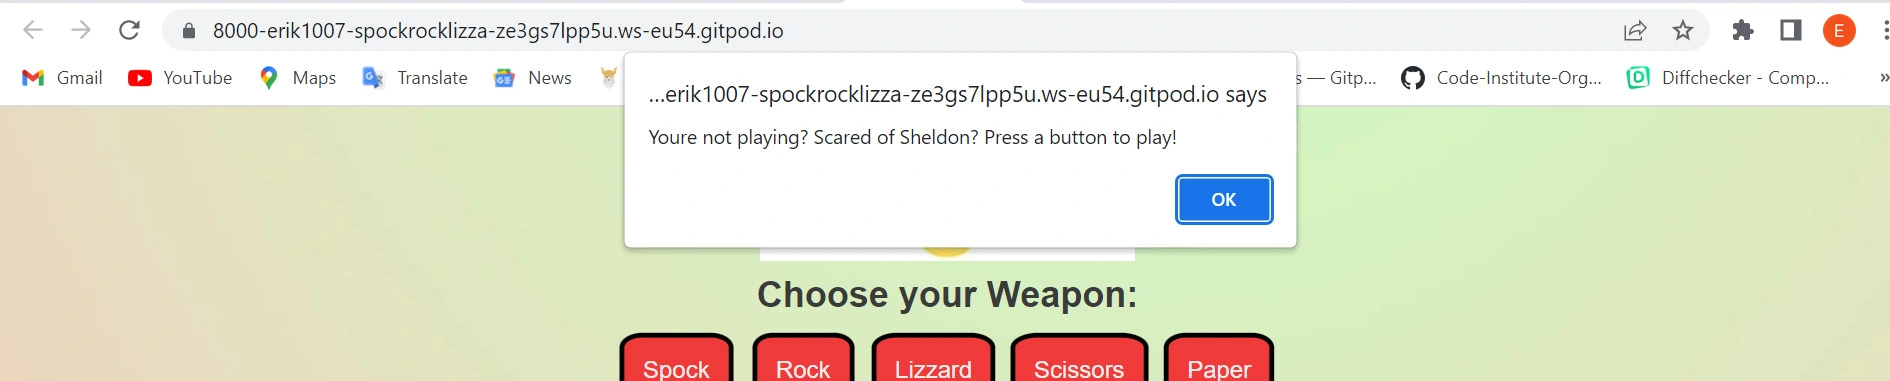 8000-erik1007-spockrocklizza-ze3gs7lpp5u.ws-eu54.gitpod.io
E
Gmail YouTube Maps Translate News s — Gitp... Code-Institute-Org... Diffchecker - Comp... »
...erik1007-spockrocklizza-ze3gs7lpp5u.ws-eu54.gitpod.io says
Youre not playing? Scared of Sheldon? Press a button to play!
OK
Choose your Weapon:
Spock Rock Lizzard Scissors Paper